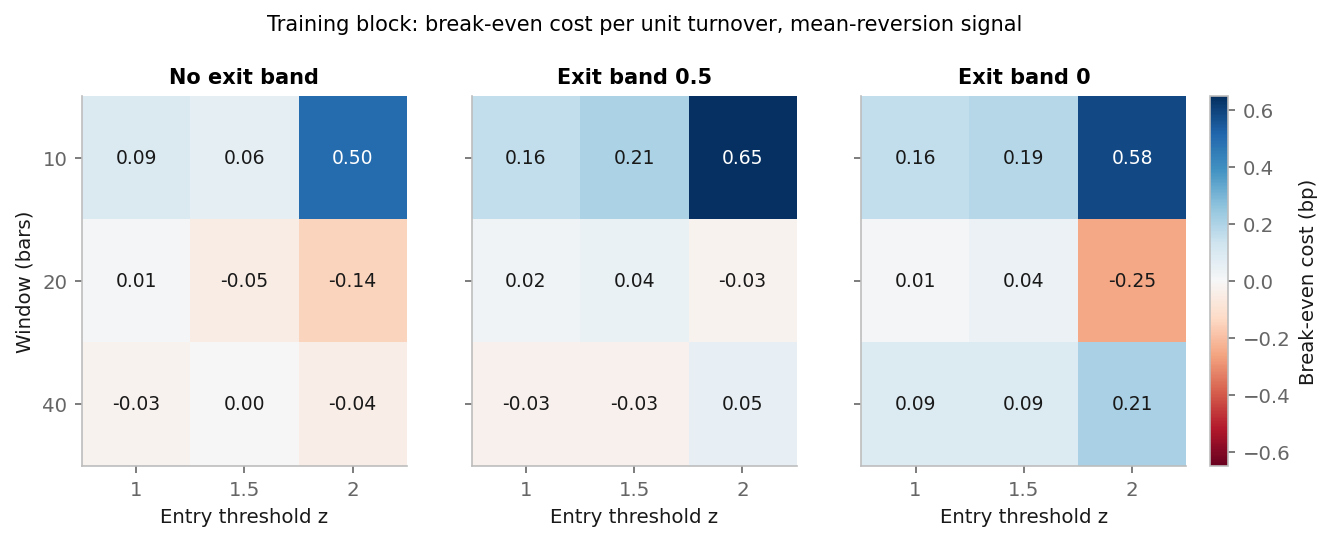 Training block: break-even cost per unit turnover, mean-reversion signal
No exit band
Exit band 0.5
Exit band 0
Window (bars)
10
20
40
0.09 0.06 0.50
0.01 -0.05 -0.14
-0.03 0.00 -0.04
1 1.5 2
Entry threshold z
0.16 0.21 0.65
0.02 0.04 -0.03
-0.03 -0.03 0.05
1 1.5 2
Entry threshold z
0.16 0.19 0.58
0.01 0.04 -0.25
0.09 0.09 0.21
1 1.5 2
Entry threshold z
0.6
0.4
0.2
0.0
−0.2
−0.4
−0.6
Break-even cost (bp)